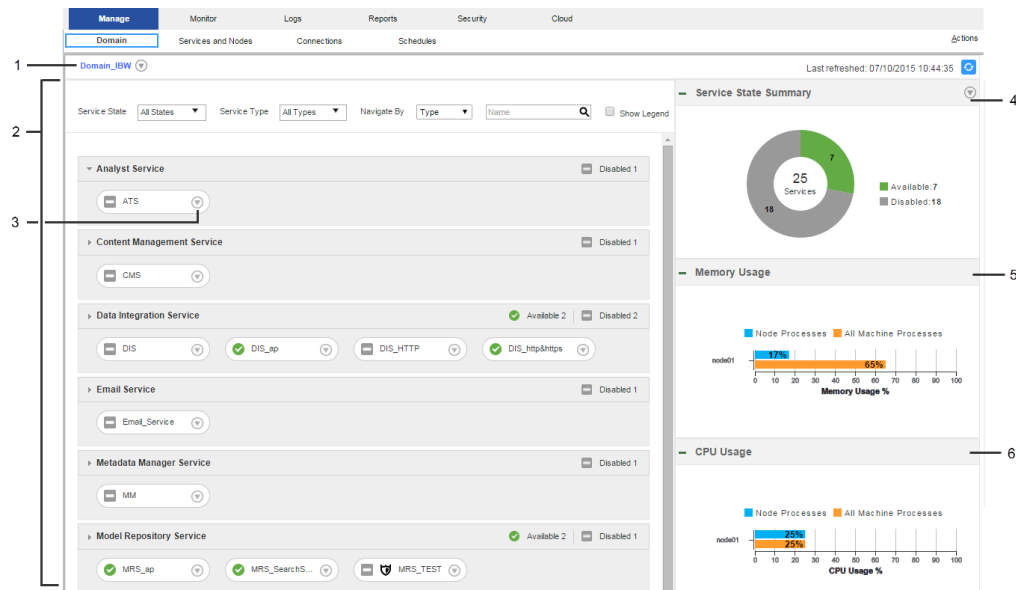 Manage Monitor Logs Reports Security Cloud
Domain Services and Nodes Connections Schedules Actions
1 Domain_IBW Last refreshed: 07/10/2015 10:44:35
2
Service State All States Service Type All Types Navigate By Type Name Show Legend
Analyst Service Disabled 1
ATS
3
Content Management Service Disabled 1
CMS
Data Integration Service Available 2 Disabled 2
DIS DIS_ap DIS_HTTP DIS_http&https
Email Service Disabled 1
Email_Service
Metadata Manager Service Disabled 1
MM
Model Repository Service Available 2 Disabled 1
MRS_ap MRS_SearchS... MRS_TEST
Service State Summary 4
7
25
Services
18
Available:7
Disabled:18
Memory Usage 5
Node Processes All Machine Processes
node01 17%
65%
0 10 20 30 40 50 60 70 80 90 100
Memory Usage %
CPU Usage 6
Node Processes All Machine Processes
node01 25%
25%
0 10 20 30 40 50 60 70 80 90 100
CPU Usage %